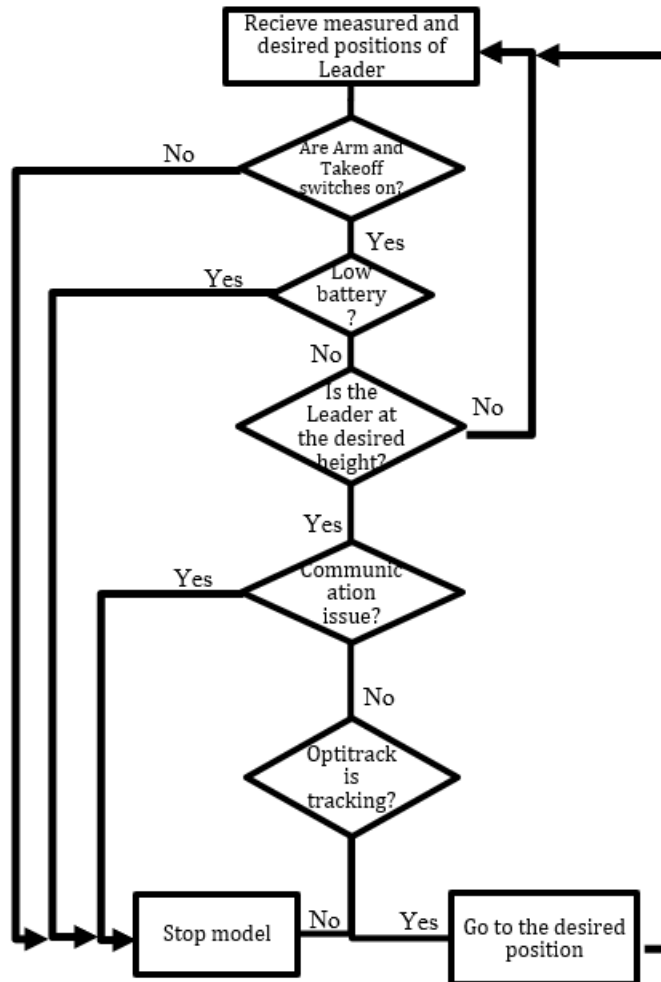 Recieve measured and
desired positions of
Leader
No
Are Arm and
Takeoff
switches on?
Yes
Yes
Low
battery
?
No
Is the
Leader at
the desired
height?
No
Yes
Yes
Communic
ation
issue?
No
Optitrack
is
tracking?
Stop model
No
Yes
Go to the desired
position